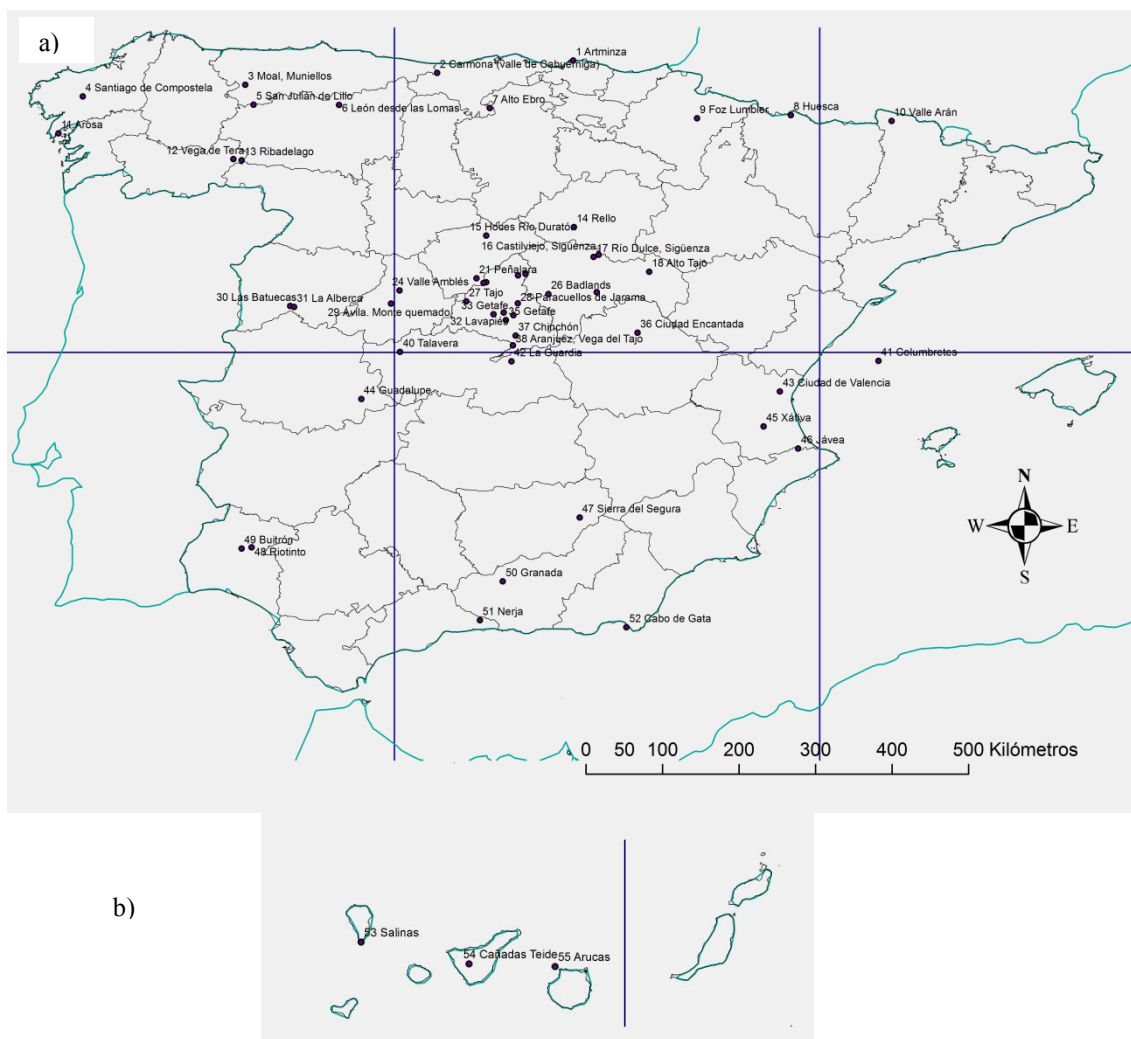 a)
1 Artminza
2 Carmona (valle de Cabuerniga)
3 Moal, Muniellos
4 Santiago de Compostela
5 San Julián de Lillo
6 León desde las Lomas
7 Alto Ebro
8 Huesca
9 Foz Lumbier
10 Valle Arán
11 Arosa
12 Vega de Tera
13 Ribadelago
14 Rello
15 Hoces Río Duratón
16 Castilviejo, Sigüenza
17 Río Dulce, Sigüenza
18 Alto Tajo
21 Peñalara
24 Valle Amblés
26 Badlands
27 Tajo
28 Paracuellos de Jarama
30 Las Batuecas
31 La Alberca
29 Ávila. Monte quemado
33 Getafe
35 Getafe
32 Lavapiés
36 Ciudad Encantada
37 Chinchón
38 Aranjuez, Vega del Tajo
40 Talavera
42 La Guardia
41 Columbretes
43 Ciudad de Valencia
44 Guadalupe
45 Xátiva
46 Jávea
N
W
E
S
47 Sierra del Segura
49 Buitrón
48 Riotinto
50 Granada
51 Nerja
52 Cabo de Gata
0 50 100 200 300 400 500 Kilómetros
b)
53 Salinas
54 Cañadas Teide
55 Arucas